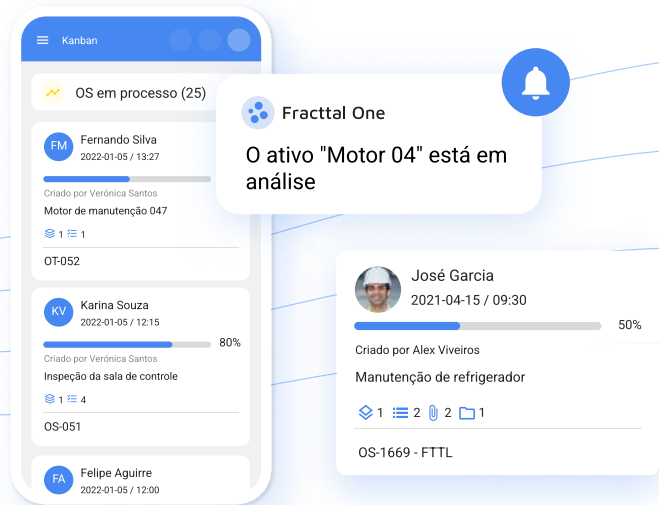 Kanban
OS em processo (25)
FM
Fernando Silva
2022-01-05 / 13:27
Criado por Verónica Santos
Motor de manutenção 047
1 1
OT-052
KV
Karina Souza
2022-01-05 / 12:15
80%
Criado por Verónica Santos
Inspeção da sala de controle
1 4
OS-051
FA
Felipe Aguirre
2022-01-05 / 12:00
Fracttal One
O ativo "Motor 04" está em
análise
José Garcia
2021-04-15 / 09:30
50%
Criado por Alex Viveiros
Manutenção de refrigerador
1 2 2 1
OS-1669 - FTTL